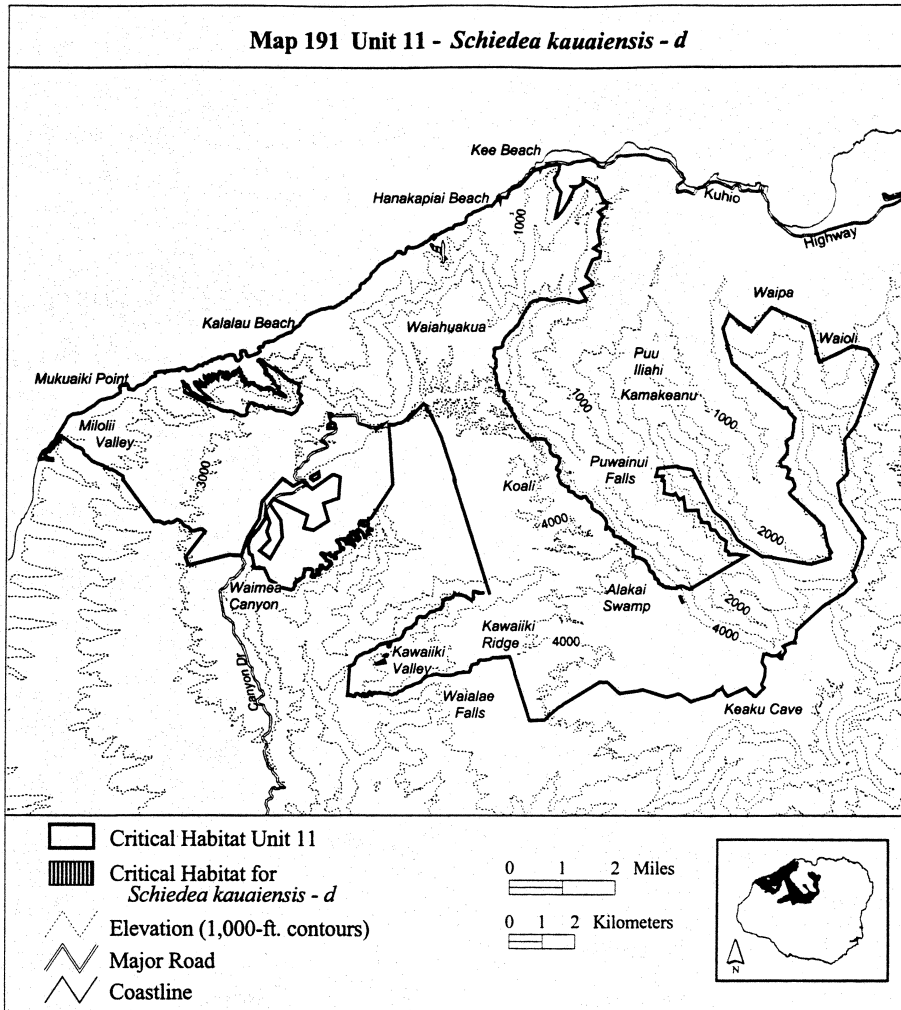 Map 191 Unit 11 - Schiedea kauaiensis - d
Kee Beach
Hanakapiai Beach
Kuhio
Highway
1000
Waipa
Kalalau Beach
Waiahuakua
Waioli
Puu
Iliahi
Mukuaiki Point
Kamakeanu
1000
1000
Milolii
Valley
3000
Puwainui
Falls
Koali
4000
2000
Waimea
Canyon
Alakai
Swamp
2000
4000
Kawaiiki
Ridge
4000
Kawaiiki
Valley
Canyon Dr
Waialae
Falls
Keaku Cave
Critical Habitat Unit 11
Critical Habitat for
Schiedea kauaiensis - d
Elevation (1,000-ft. contours)
Major Road
Coastline
0 1 2 Miles
0 1 2 Kilometers
N